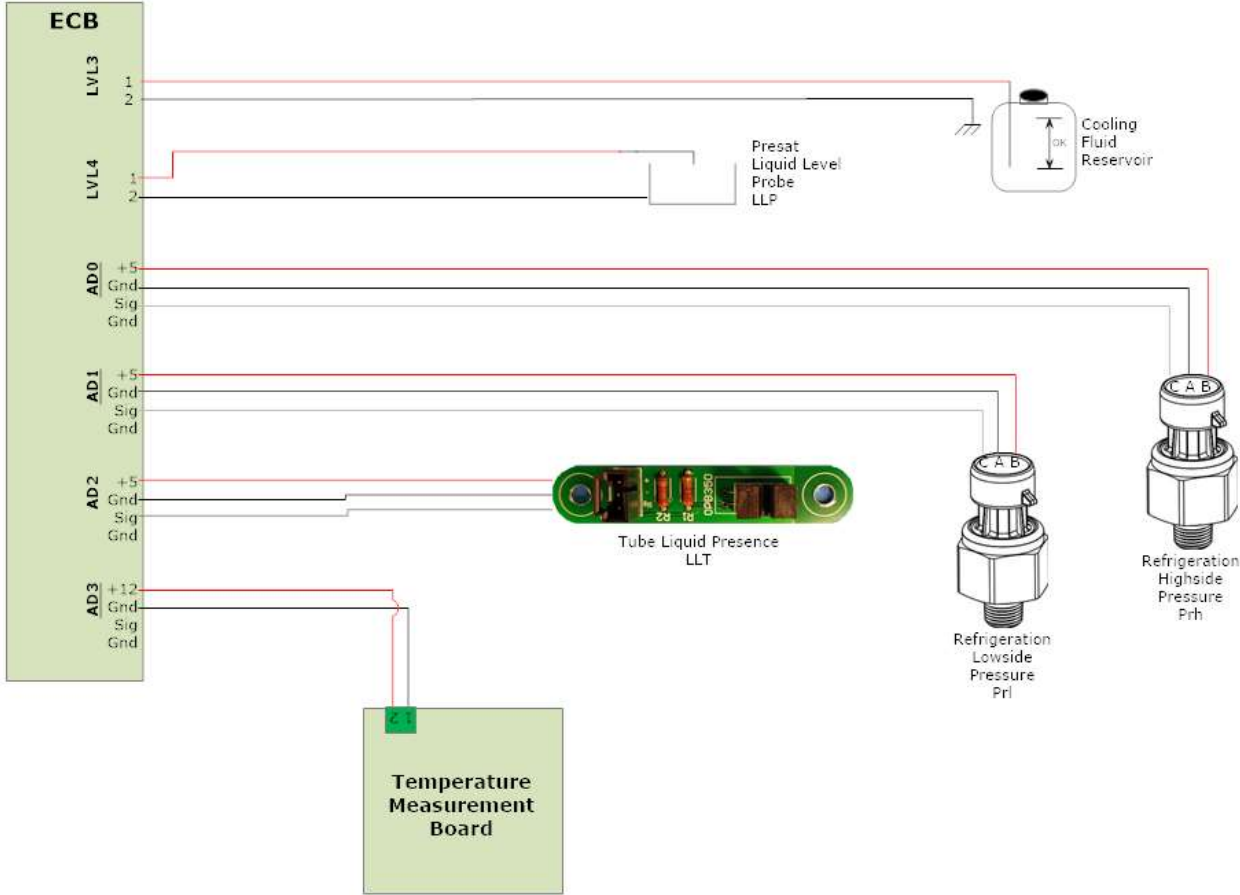 ECB
LVL3
1
2
LVL4
1
2
AD0
+5
Gnd
Sig
Gnd
AD1
+5
Gnd
Sig
Gnd
AD2
+5
Gnd
Sig
Gnd
AD3
+12
Gnd
Sig
Gnd
OK
Cooling
Fluid
Reservoir
Presat
Liquid Level
Probe
LLP
C A B
Refrigeration
Highside
Pressure
Prh
C A B
Refrigeration
Lowside
Pressure
Prl
R2
R1
OPB350
Tube Liquid Presence
LLT
2 1
Temperature
Measurement
Board